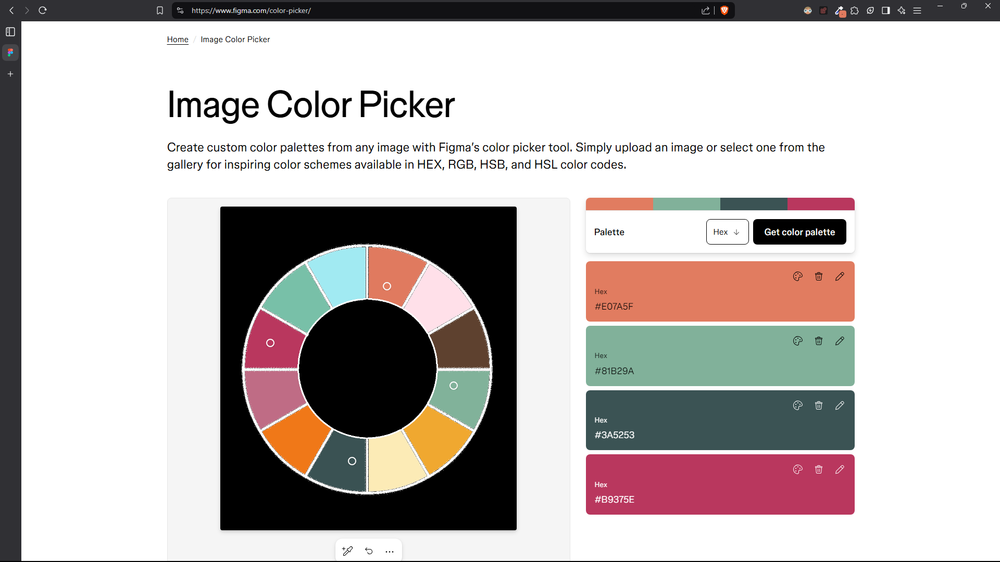 https://www.figma.com/color-picker/
Home / Image Color Picker
Image Color Picker
Create custom color palettes from any image with Figma’s color picker tool. Simply upload an image or select one from the
gallery for inspiring color schemes available in HEX, RGB, HSB, and HSL color codes.
Palette
Hex
Get color palette
Hex
#E07A5F
Hex
#81B29A
Hex
#3A5253
Hex
#B9375E